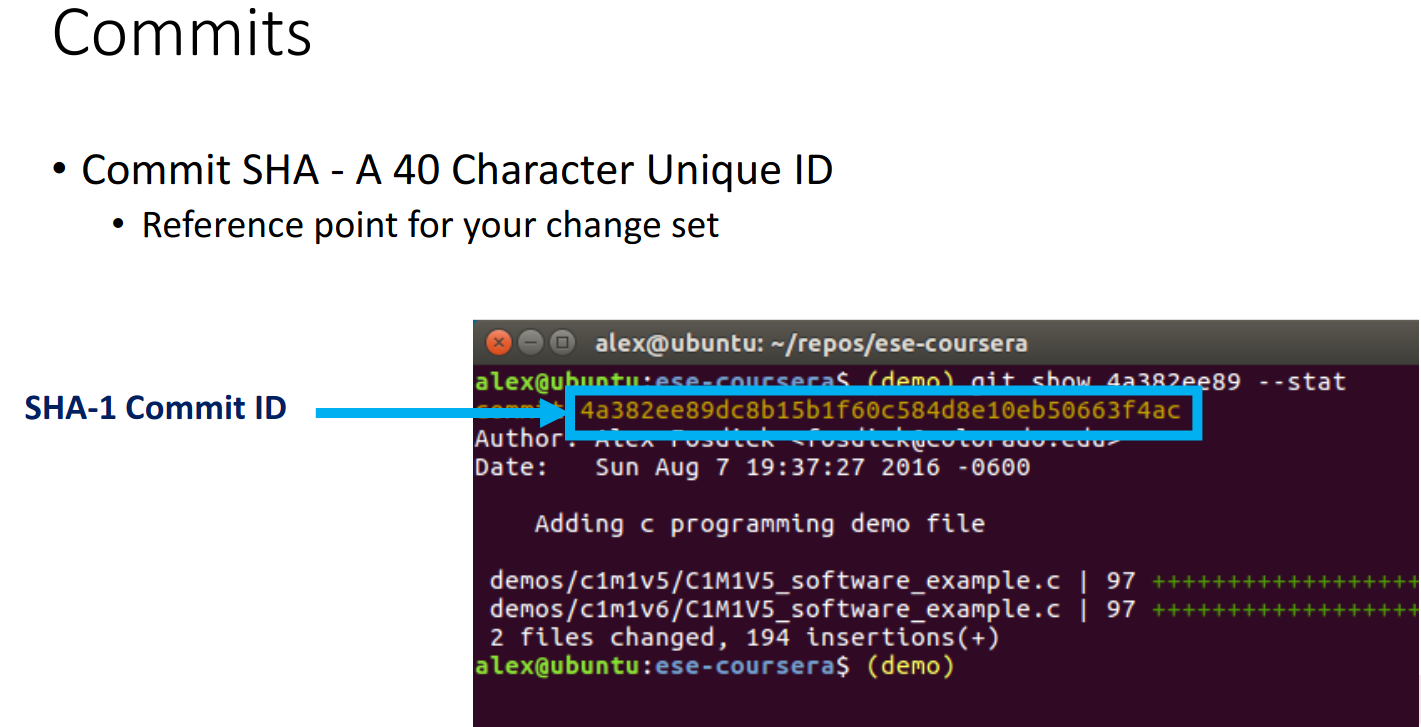 Commits
• Commit SHA - A 40 Character Unique ID
• Reference point for your change set
alex@ubuntu: ~/repos/ese-coursera
alex@ubuntu:ese-coursera$ (demo) git show 4a382ee89 --stat
SHA-1 Commit ID
commit 4a382ee89dc8b15b1f60c584d8e10eb50663f4ac
Author: Alex Fosdick <fosdick@colorado.edu>
Date:   Sun Aug 7 19:37:27 2016 -0600
Adding c programming demo file
demos/c1m1v5/C1M1V5_software_example.c | 97 ++++++++++++++++++
demos/c1m1v6/C1M1V5_software_example.c | 97 ++++++++++++++++++
2 files changed, 194 insertions(+)
alex@ubuntu:ese-coursera$ (demo)